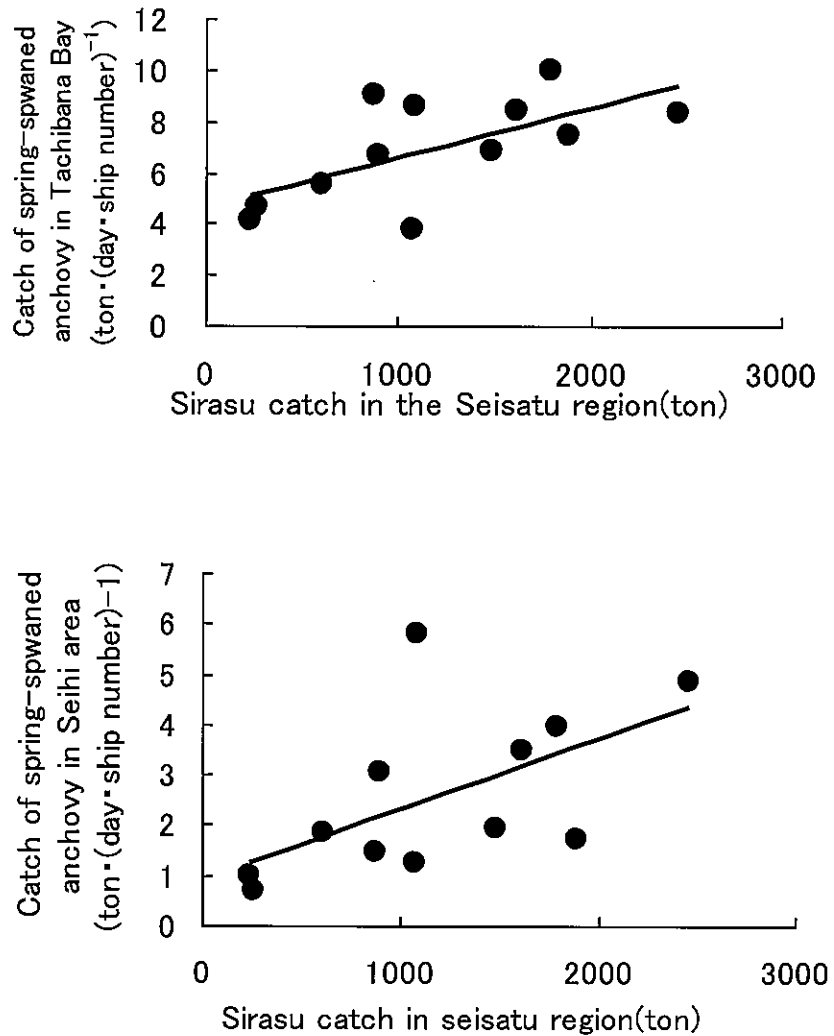 Catch of spring-spwaned
anchovy in Tachibana Bay
(ton·(day·ship number)⁻¹
12
10
8
6
4
2
0
0 1000 2000 3000
Sirasu catch in the Seisatu region(ton)
Catch of spring-spwaned
anchovy in Seihi area
(ton·(day·ship number)-1)
7
6
5
4
3
2
1
0
0 1000 2000 3000
Sirasu catch in seisatu region(ton)